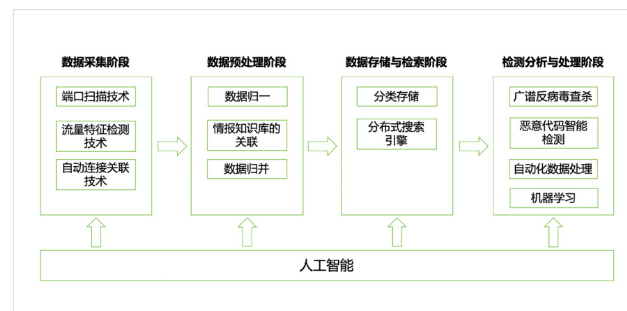 数据采集阶段
端口扫描技术
流量特征检测
技术
自动连接关联
技术
数据预处理阶段
数据归一
情报知识库的
关联
数据归并
数据存储与检索阶段
分类存储
分布式搜索
引擎
检测分析与处理阶段
广谱反病毒查杀
恶意代码智能
检测
自动化数据处理
机器学习
人工智能